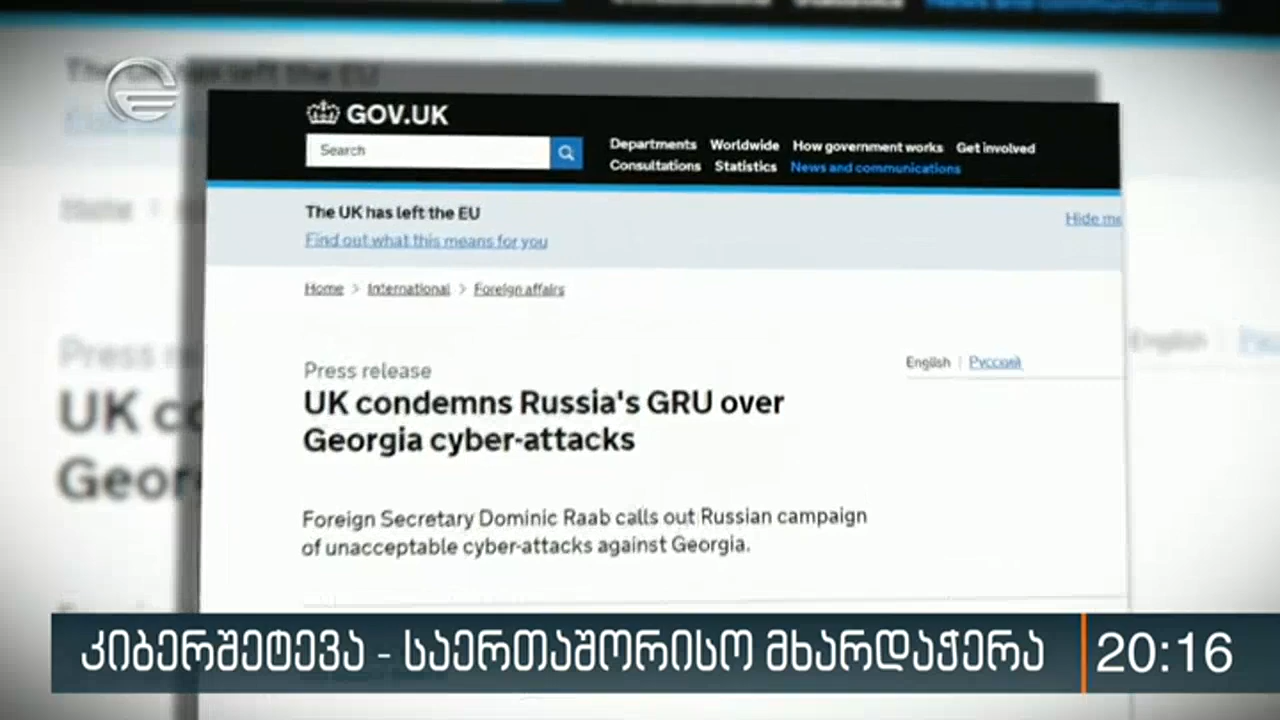 GOV.UK
Search
Departments Worldwide How government works Get involved
Consultations Statistics News and communications
The UK has left the EU
Hide me
Find out what this means for you
Home > International > Foreign affairs
English | Русский
Press release
UK condemns Russia's GRU over
Georgia cyber-attacks
Foreign Secretary Dominic Raab calls out Russian campaign
of unacceptable cyber-attacks against Georgia.
კიბერშეტევა - საერთაშორისო მხარდაჭერა
20:16